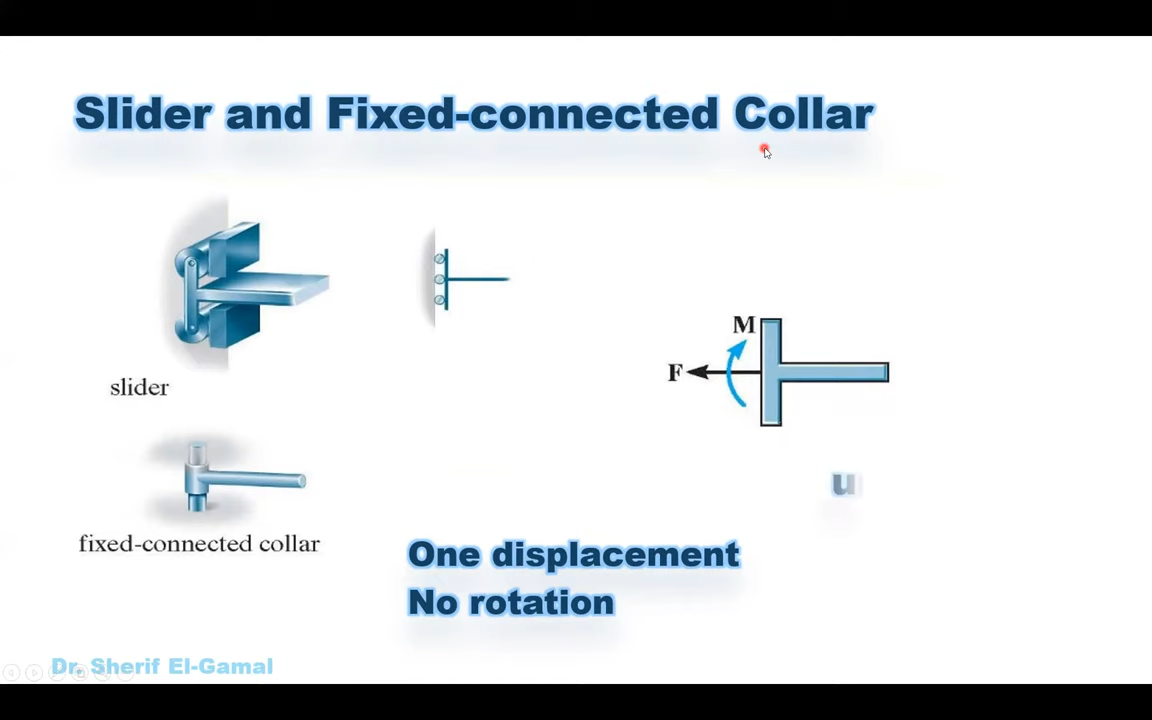 Slider and Fixed-connected Collar
slider
M
F
u
fixed-connected collar
One displacement
No rotation
Dr. Sherif El-Gamal